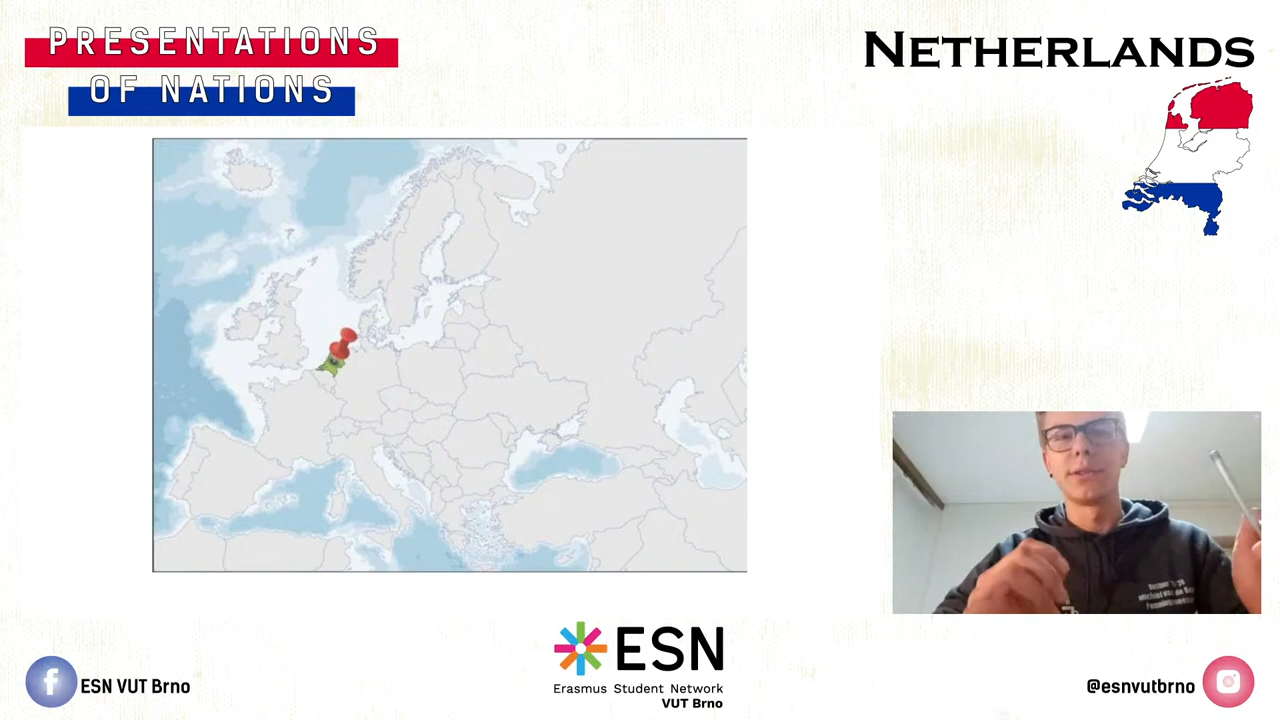 PRESENTATIONS
OF NATIONS
NETHERLANDS
ESN VUT Brno
ESN
Erasmus Student Network
VUT Brno
@esnvutbrno